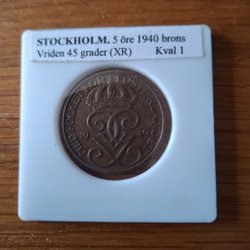 STOCKHOLM. 5 öre 1940 brons
Vriden 45 grader (XR) Kval 1